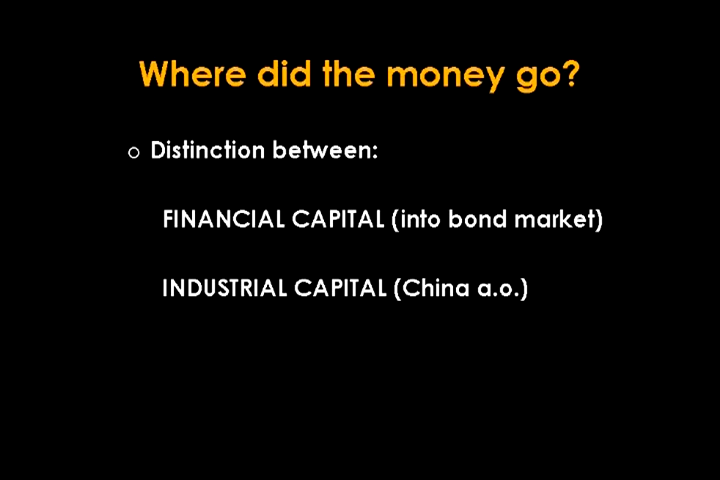 Where did the money go?
o Distinction between:
FINANCIAL CAPITAL (into bond market)
INDUSTRIAL CAPITAL (China a.o.)